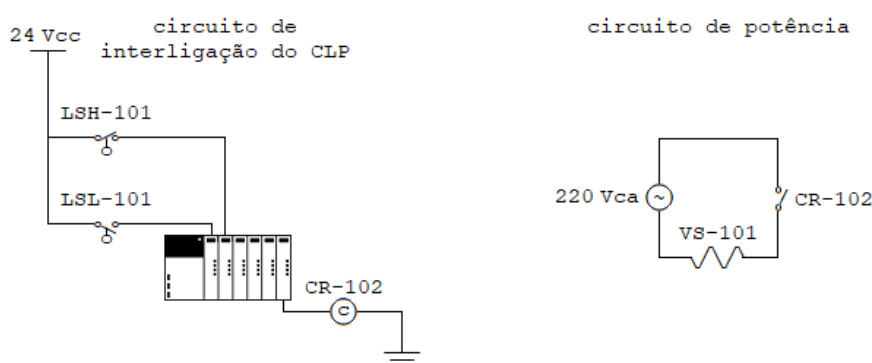 24 Vcc
circuito de
interligação do CLP
LSH-101
LSL-101
CR-102
C
circuito de potência
220 Vca
~
CR-102
VS-101